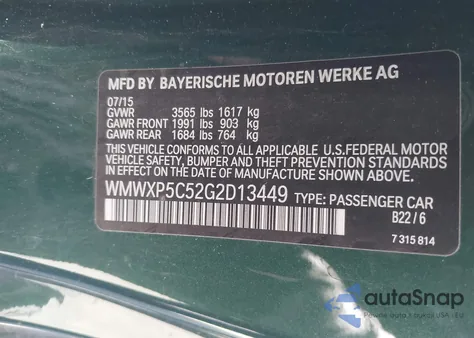 MFD BY BAYERISCHE MOTOREN WERKE AG
07/15
GVWR 3565 lbs 1617 kg
GAWR FRONT 1991 lbs 903 kg
GAWR REAR 1684 lbs 764 kg
THIS VEHICLE CONFORMS TO ALL APPLICABLE U.S.FEDERAL MOTOR
VEHICLE SAFETY, BUMPER AND THEFT PREVENTION STANDARDS IN
EFFECT ON THE DATE OF MANUFACTURE SHOWN ABOVE.
WMWXP5C52G2D13449 TYPE: PASSENGER CAR
B22 / 6
7 315 814
autoSnap